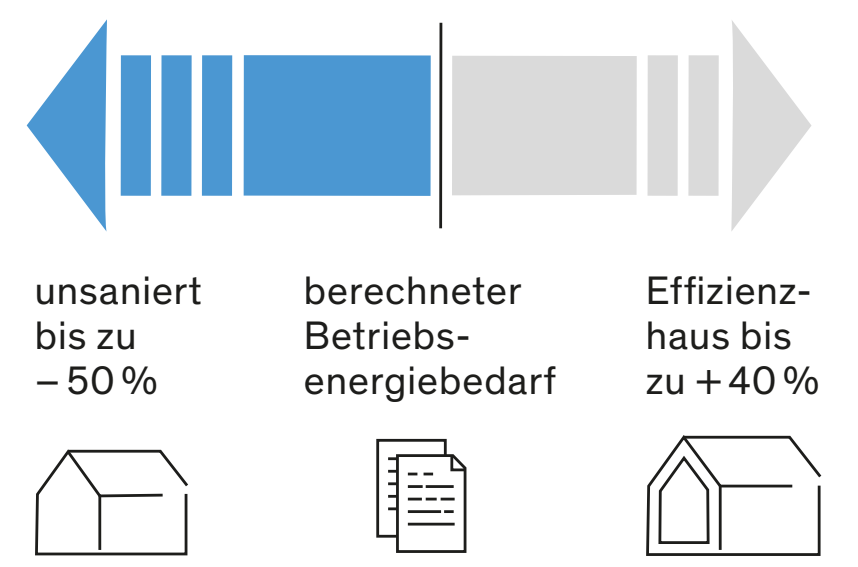 unsaniert
bis zu
– 50 %
berechneter
Betriebs-
energiebedarf
Effizienz-
haus bis
zu + 40 %